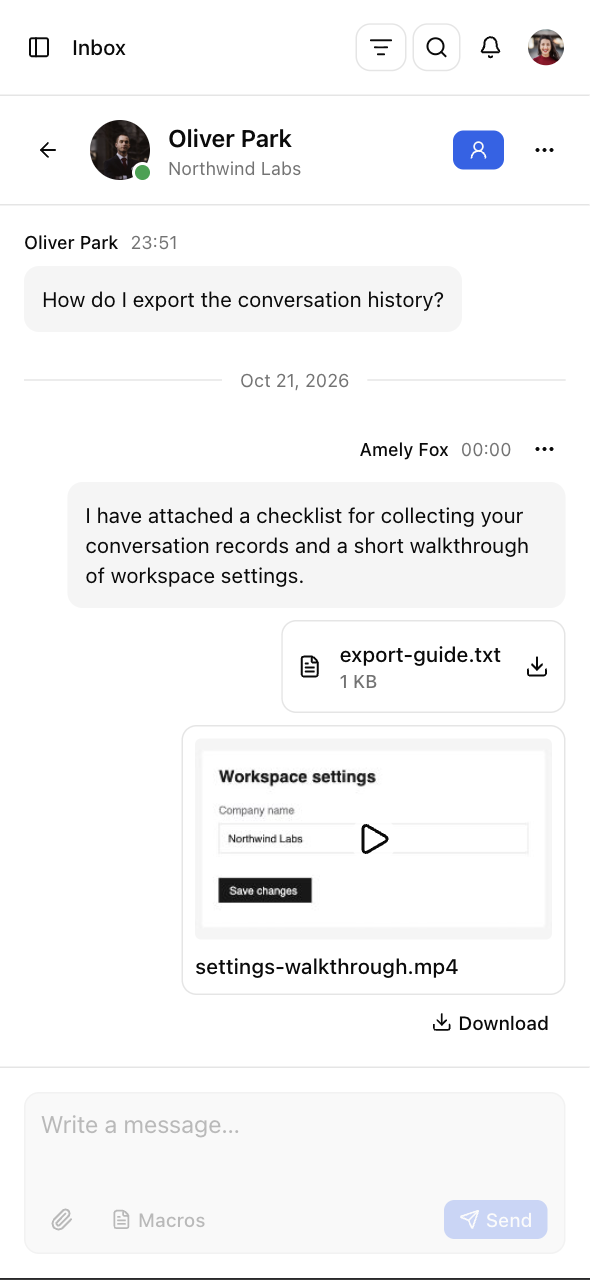 Inbox
Oliver Park
Northwind Labs
Oliver Park 23:51
How do I export the conversation history?
Oct 21, 2026
Amely Fox 00:00
I have attached a checklist for collecting your
conversation records and a short walkthrough
of workspace settings.
export-guide.txt
1 KB
Workspace settings
Company name
Northwind Labs
Save changes
settings-walkthrough.mp4
Download
Write a message...
Macros
Send